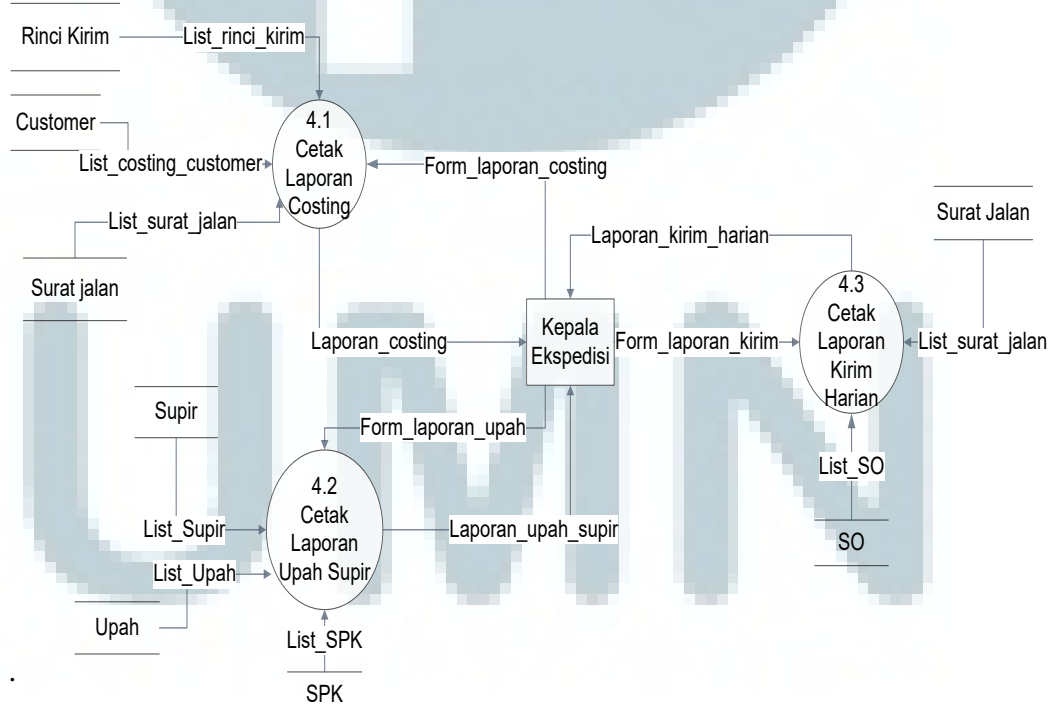 Rinci Kirim
List_rinci_kirim
Customer
List_costing_customer
4.1
Cetak
Laporan
Costing
Form_laporan_costing
List_surat_jalan
Surat jalan
Laporan_kirim_harian
Surat Jalan
4.3
Cetak
Laporan
Kirim
Harian
List_surat_jalan
Laporan_costing
Kepala
Ekspedisi
Form_laporan_kirim
Supir
Form_laporan_upah
List_SO
SO
4.2
Cetak
Laporan
Upah Supir
List_Supir
Laporan_upah_supir
List_Upah
Upah
List_SPK
SPK
.
UMN